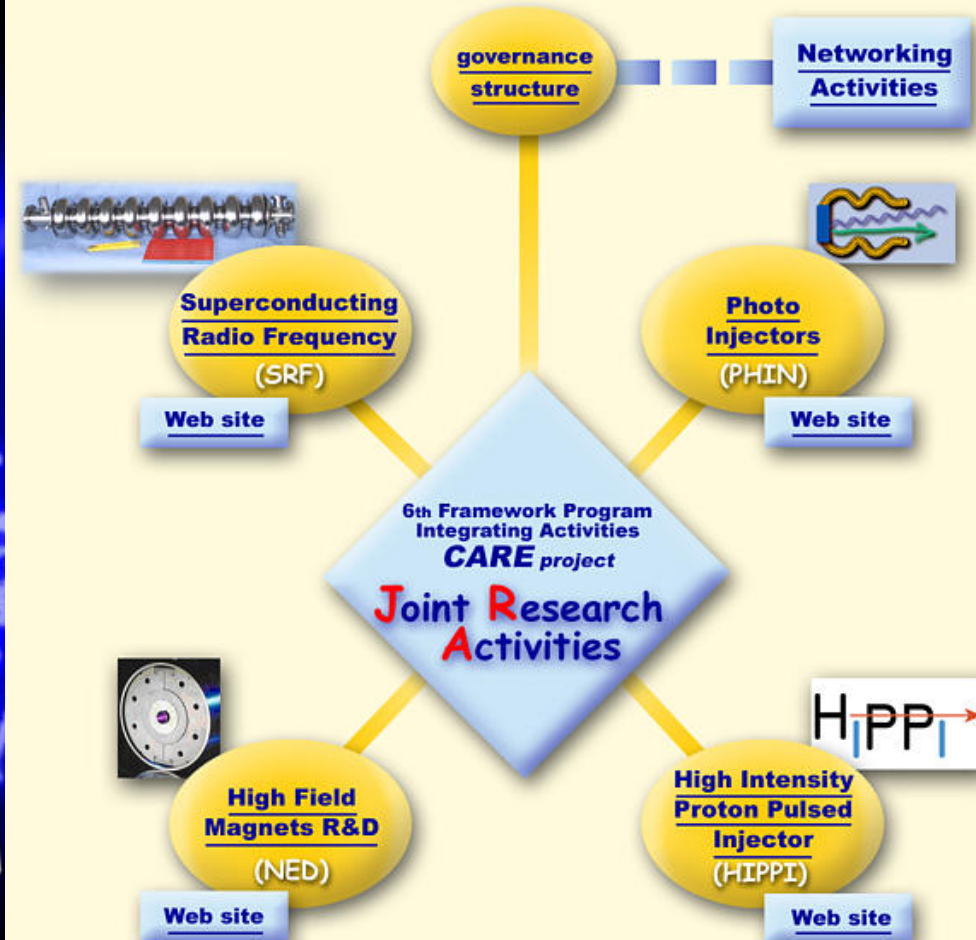 governance
structure
Networking
Activities
Superconducting
Radio Frequency
(SRF)
Web site
Photo
Injectors
(PHIN)
Web site
6th Framework Program
Integrating Activities
CARE project
Joint Research
Activities
High Field
Magnets R&D
(NED)
Web site
HIPPI
High Intensity
Proton Pulsed
Injector
(HIPPI)
Web site